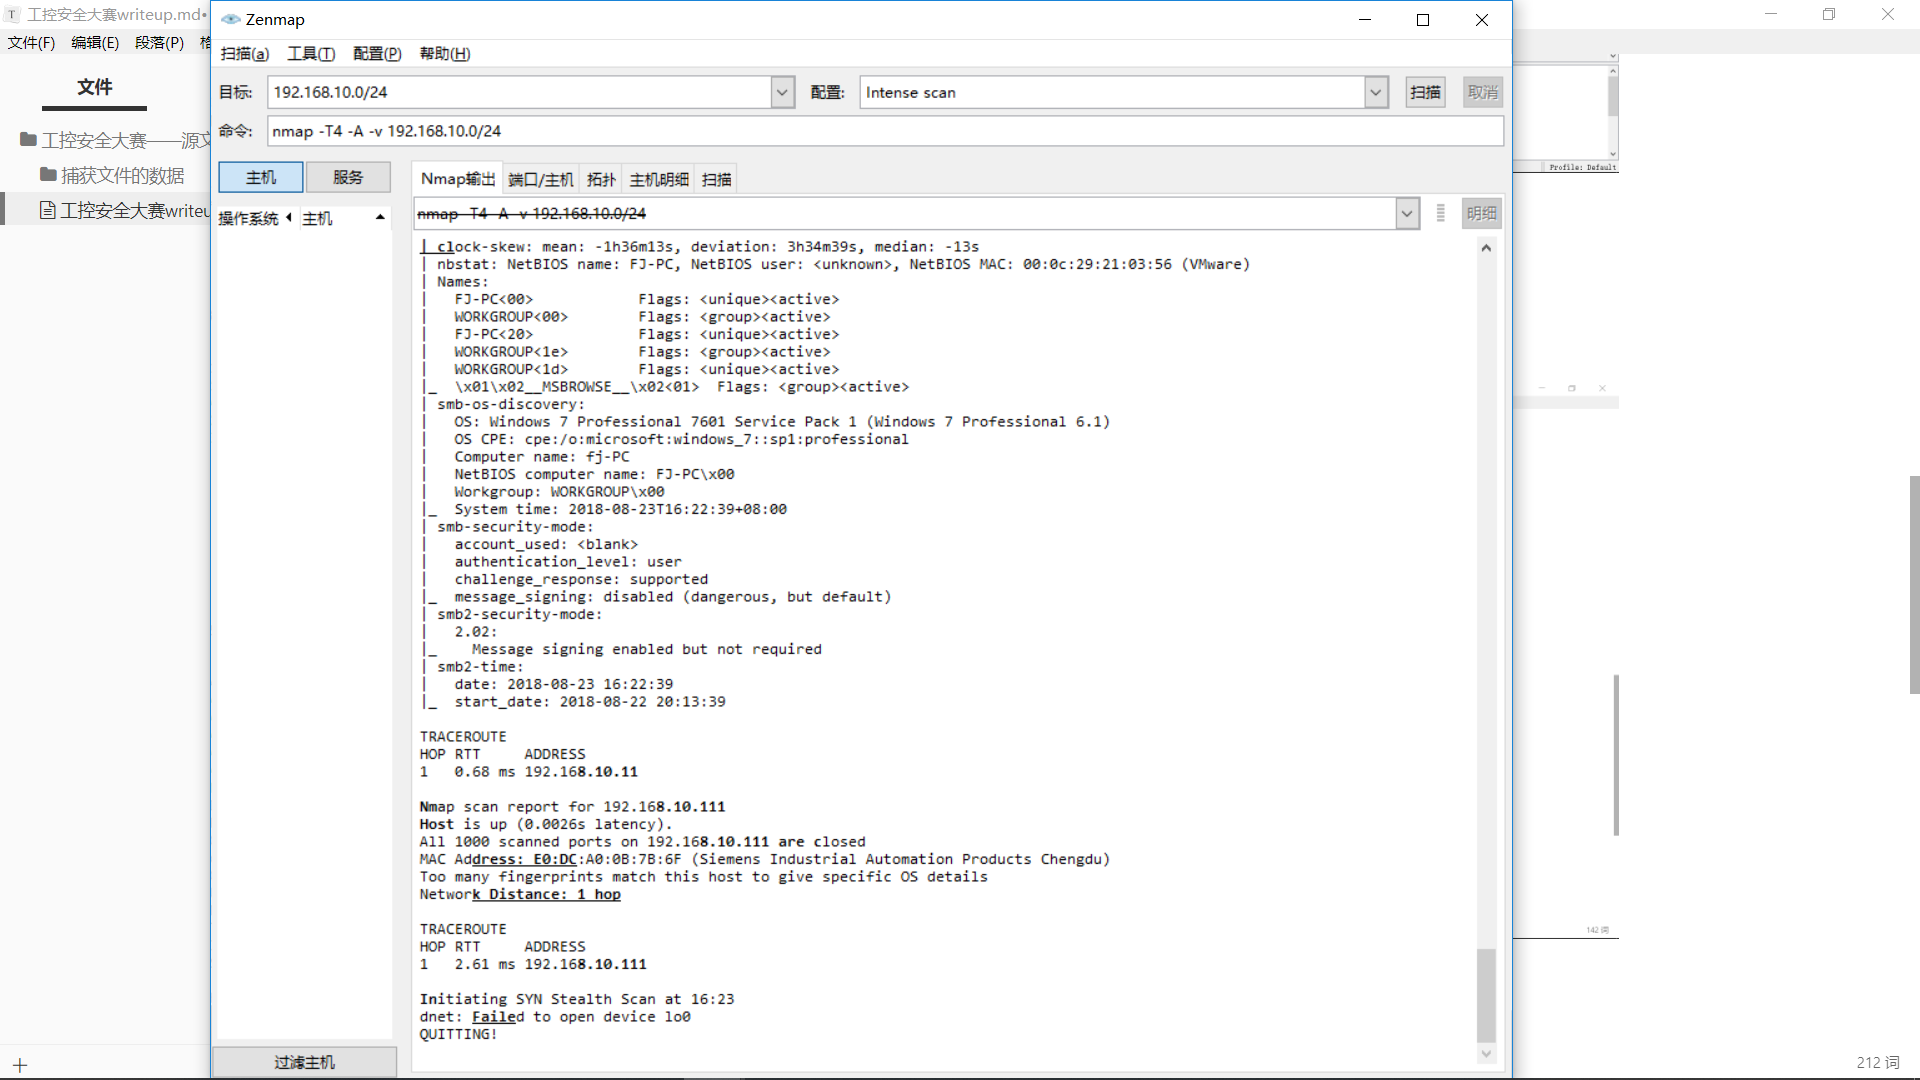 工控安全大赛writeup.md•
文件(F) 编辑(E) 段落(P) 格
文件
工控安全大赛——源文
捕获文件的数据
工控安全大赛writeu
Zenmap
扫描(a) 工具(T) 配置(P) 帮助(H)
目标: 192.168.10.0/24 配置: Intense scan 扫描 取消
命令: nmap -T4 -A -v 192.168.10.0/24
主机 服务
操作系统 主机
Nmap输出 端口/主机 拓扑 主机明细 扫描
nmap -T4 -A -v 192.168.10.0/24 明细
|_clock-skew: mean: -1h36m13s, deviation: 3h34m39s, median: -13s
| nbstat: NetBIOS name: FJ-PC, NetBIOS user: <unknown>, NetBIOS MAC: 00:0c:29:21:03:56 (VMware)
| Names:
|   FJ-PC<00>            Flags: <unique><active>
|   WORKGROUP<00>        Flags: <group><active>
|   FJ-PC<20>            Flags: <unique><active>
|   WORKGROUP<1e>        Flags: <group><active>
|   WORKGROUP<1d>        Flags: <unique><active>
|_  \x01\x02__MSBROWSE__\x02<01>  Flags: <group><active>
| smb-os-discovery:
|   OS: Windows 7 Professional 7601 Service Pack 1 (Windows 7 Professional 6.1)
|   OS CPE: cpe:/o:microsoft:windows_7::sp1:professional
|   Computer name: fj-PC
|   NetBIOS computer name: FJ-PC\x00
|   Workgroup: WORKGROUP\x00
|_  System time: 2018-08-23T16:22:39+08:00
| smb-security-mode:
|   account_used: <blank>
|   authentication_level: user
|   challenge_response: supported
|_  message_signing: disabled (dangerous, but default)
| smb2-security-mode:
|   2.02:
|_    Message signing enabled but not required
| smb2-time:
|   date: 2018-08-23 16:22:39
|_  start_date: 2018-08-22 20:13:39
TRACEROUTE
HOP RTT     ADDRESS
1   0.68 ms 192.168.10.11
Nmap scan report for 192.168.10.111
Host is up (0.0026s latency).
All 1000 scanned ports on 192.168.10.111 are closed
MAC Address: E0:DC:A0:0B:7B:6F (Siemens Industrial Automation Products Chengdu)
Too many fingerprints match this host to give specific OS details
Network Distance: 1 hop
TRACEROUTE
HOP RTT     ADDRESS
1   2.61 ms 192.168.10.111
Initiating SYN Stealth Scan at 16:23
dnet: Failed to open device lo0
QUITTING!
过滤主机
Profile: Default
142 词
212 词